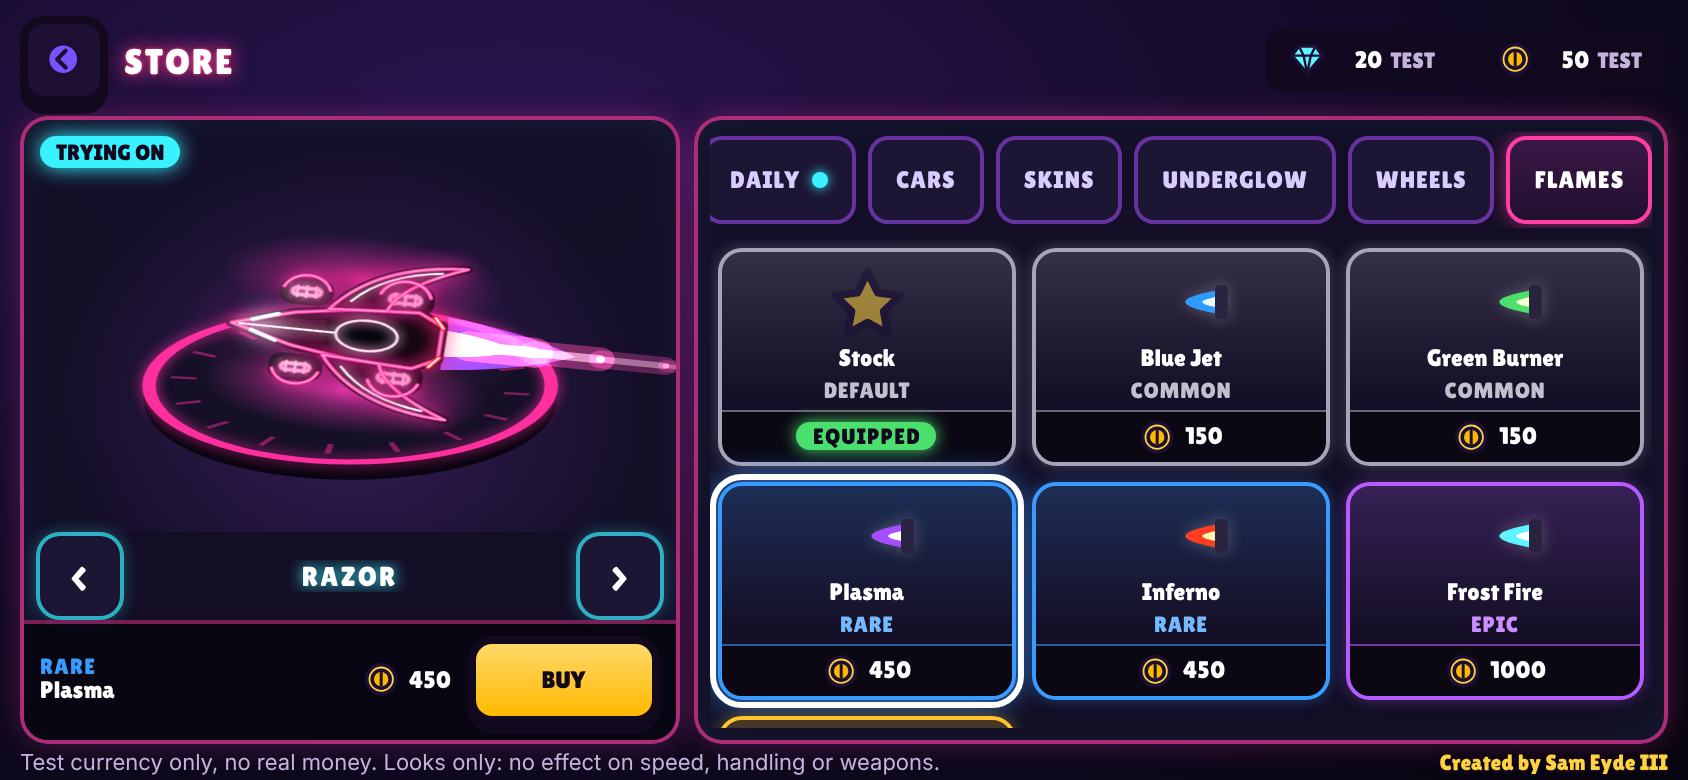 STORE
20 TEST
50 TEST
TRYING ON
RAZOR
RARE
Plasma
450
BUY
DAILY
CARS
SKINS
UNDERGLOW
WHEELS
FLAMES
Stock
DEFAULT
EQUIPPED
Blue Jet
COMMON
150
Green Burner
COMMON
150
Plasma
RARE
450
Inferno
RARE
450
Frost Fire
EPIC
1000
Test currency only, no real money. Looks only: no effect on speed, handling or weapons.
Created by Sam Eyde III